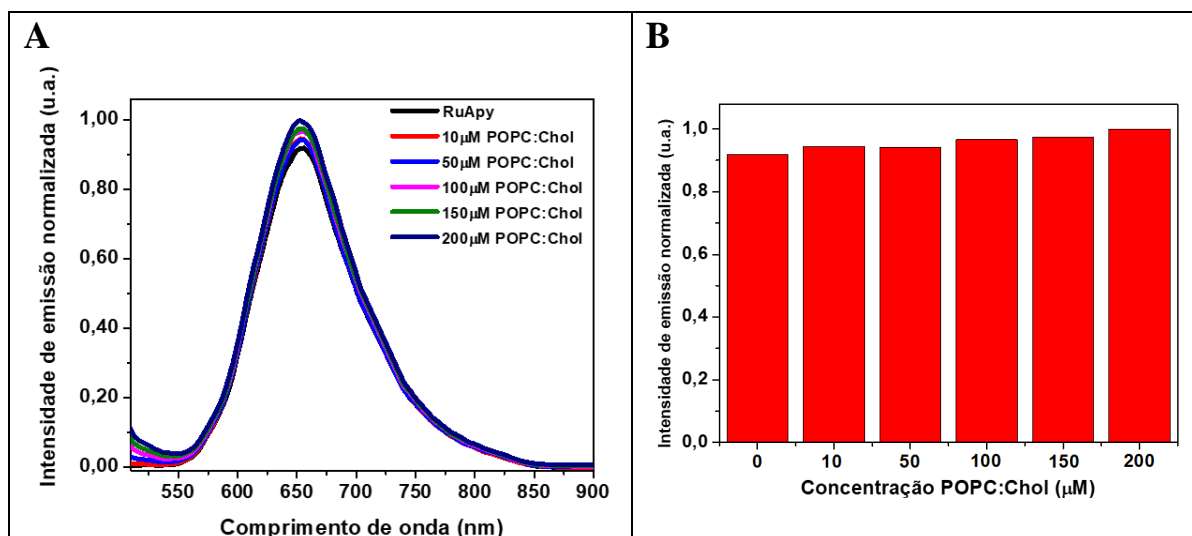 A
Intensidade de emissão normalizada (u.a.)
1,00
0,80
0,60
0,40
0,20
0,00
RuApy
10µM POPC:Chol
50µM POPC:Chol
100µM POPC:Chol
150µM POPC:Chol
200µM POPC:Chol
550 600 650 700 750 800 850 900
Comprimento de onda (nm)
B
Intensidade de emissão normalizada (u.a.)
1,0
0,8
0,6
0,4
0,2
0,0
0 10 50 100 150 200
Concentração POPC:Chol (µM)